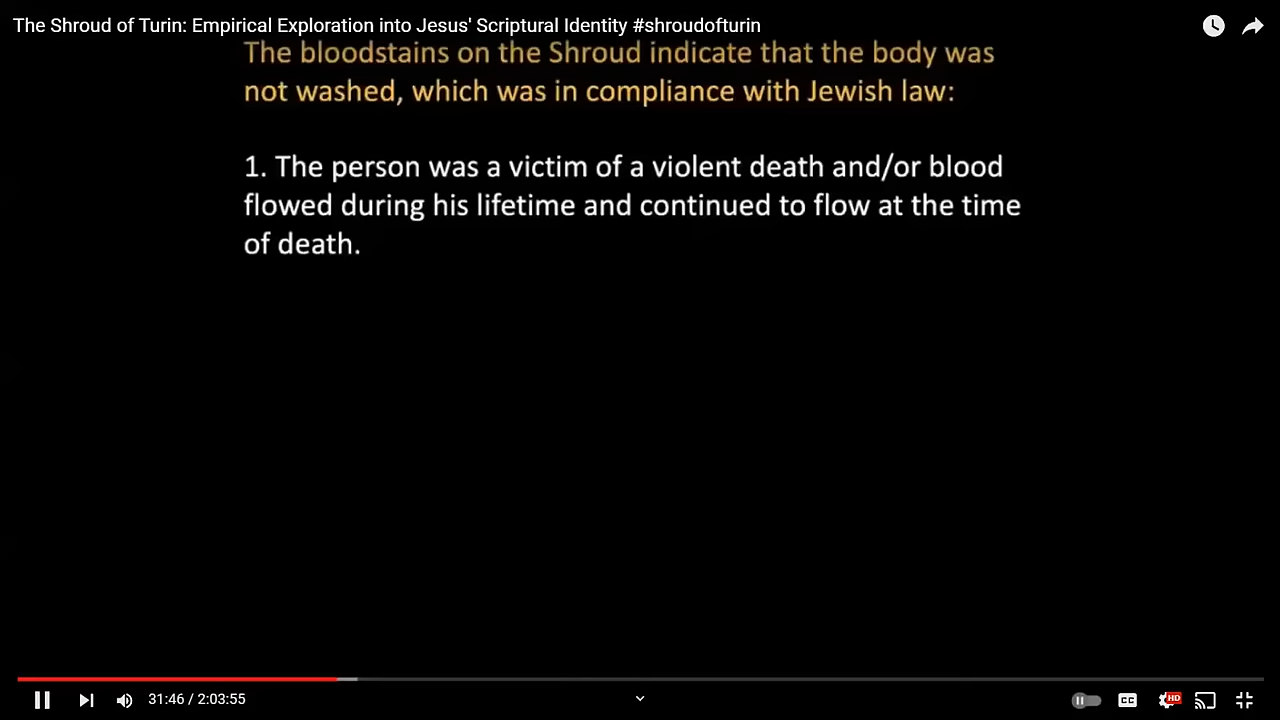 The Shroud of Turin: Empirical Exploration into Jesus' Scriptural Identity #shroudofturin
The bloodstains on the Shroud indicate that the body was
not washed, which was in compliance with Jewish law:
1. The person was a victim of a violent death and/or blood
flowed during his lifetime and continued to flow at the time
of death.
31:46 / 2:03:55
CC
HD